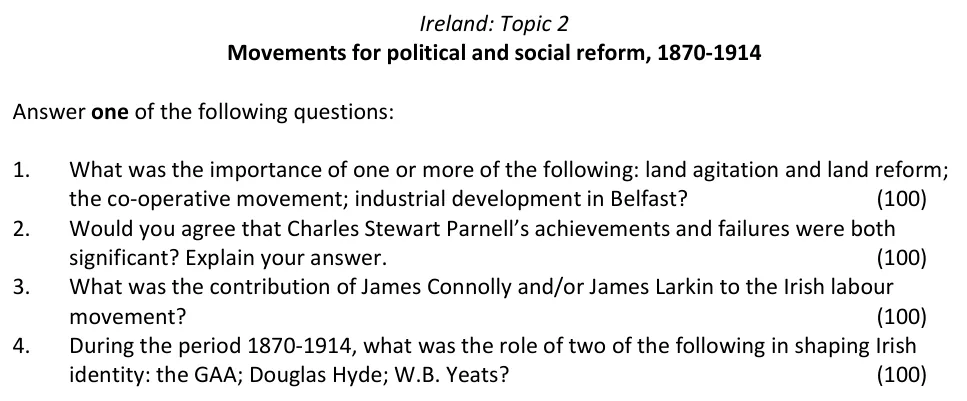 Ireland: Topic 2
Movements for political and social reform, 1870-1914
Answer one of the following questions:
1. What was the importance of one or more of the following: land agitation and land reform;
the co-operative movement; industrial development in Belfast? (100)
2. Would you agree that Charles Stewart Parnell’s achievements and failures were both
significant? Explain your answer. (100)
3. What was the contribution of James Connolly and/or James Larkin to the Irish labour
movement? (100)
4. During the period 1870-1914, what was the role of two of the following in shaping Irish
identity: the GAA; Douglas Hyde; W.B. Yeats? (100)